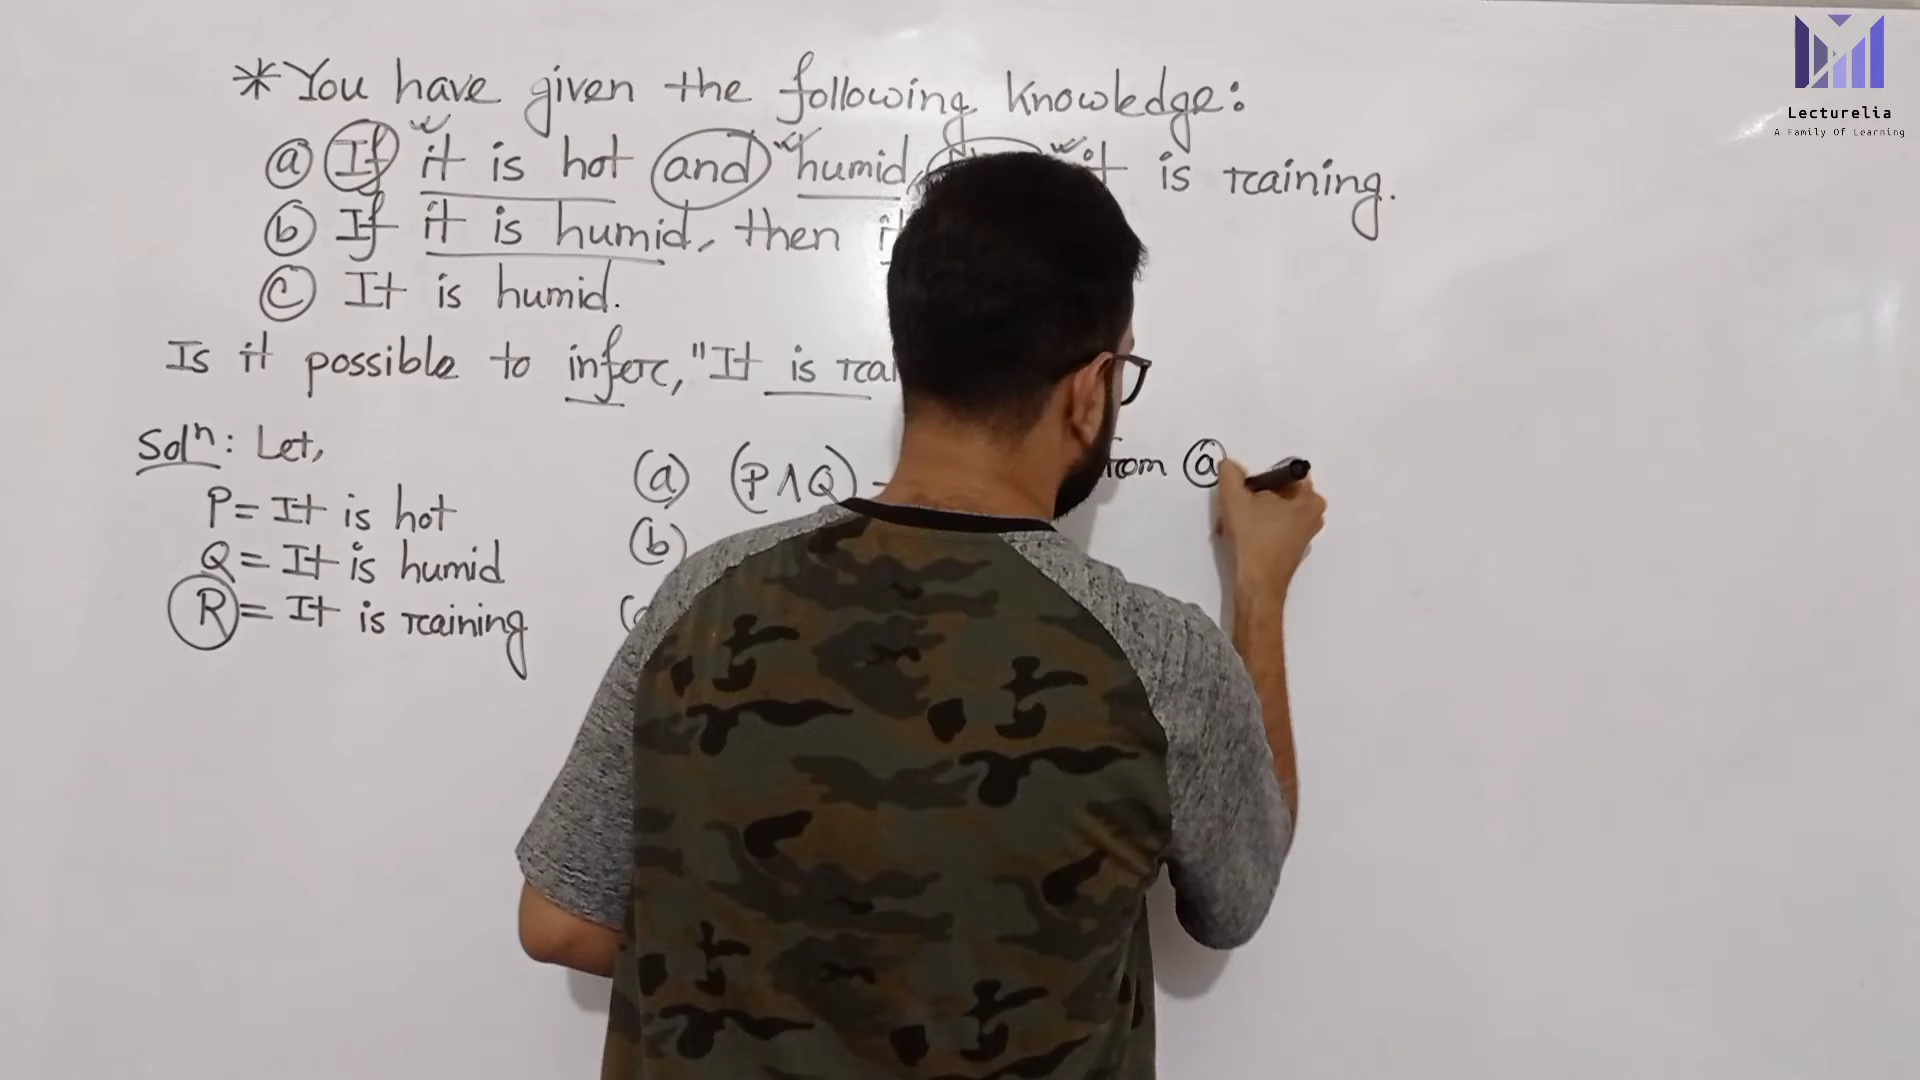 *You have given the following knowledge:
(a) If it is hot and humid, it is raining.
(b) If it is humid, then
(c) It is humid.
Is it possible to infer, "It is
Solⁿ: Let,
P = It is hot
Q = It is humid
R = It is raining
(a) (P ∧ Q)
(b)
from (a)
Lecturelia
A Family Of Learning